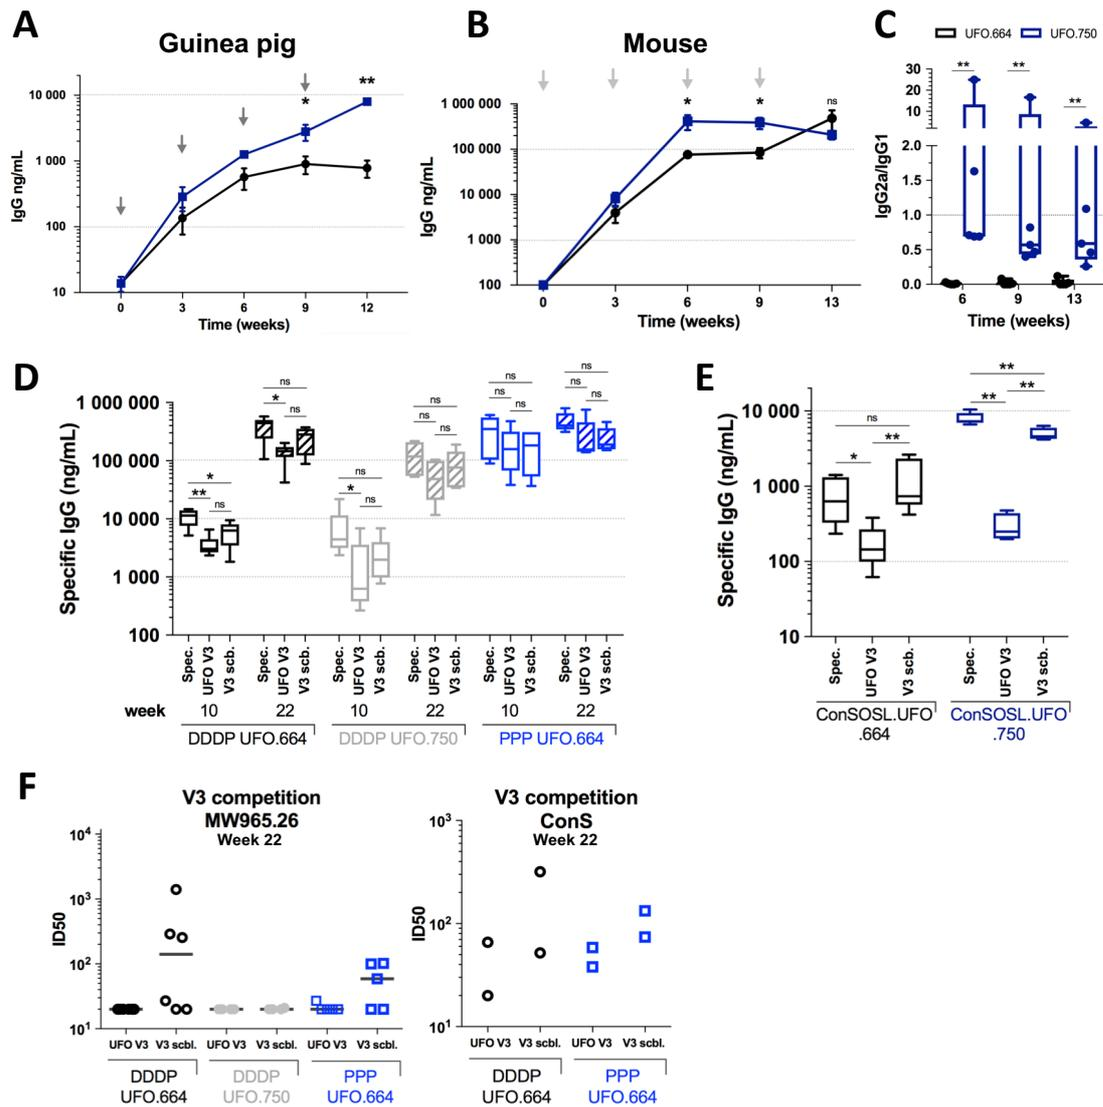 A
Guinea pig
IgG ng/mL
10 000
1 000
100
10
*
**
0 3 6 9 12
Time (weeks)
B
Mouse
IgG ng/mL
1 000 000
100 000
10 000
1 000
100
*
*
ns
0 3 6 9 13
Time (weeks)
C
UFO.664 UFO.750
IgG2a/IgG1
30
20
10
2.0
1.5
1.0
0.5
0.0
**
**
**
6 9 13
Time (weeks)
D
Specific IgG (ng/mL)
1 000 000
100 000
10 000
1 000
100
*
**
ns
ns
*
ns
ns
*
ns
ns
ns
ns
ns
ns
ns
ns
ns
ns
Spec. UFO V3 V3 scb. Spec. UFO V3 V3 scb. Spec. UFO V3 V3 scb. Spec. UFO V3 V3 scb. Spec. UFO V3 V3 scb. Spec. UFO V3 V3 scb.
week 10 22 10 22 10 22
DDDP UFO.664 DDDP UFO.750 PPP UFO.664
E
Specific IgG (ng/mL)
10 000
1 000
100
10
ns
**
*
**
**
**
Spec. UFO V3 V3 scb. Spec. UFO V3 V3 scb.
ConSOSL.UFO ConSOSL.UFO
.664 .750
F
V3 competition
MW965.26
Week 22
ID50
10⁴
10³
10²
10¹
UFO V3 V3 scbl. UFO V3 V3 scbl. UFO V3 V3 scbl.
DDDP DDDP PPP
UFO.664 UFO.750 UFO.664
V3 competition
ConS
Week 22
ID50
10³
10²
10¹
UFO V3 V3 scbl. UFO V3 V3 scbl.
DDDP PPP
UFO.664 UFO.664